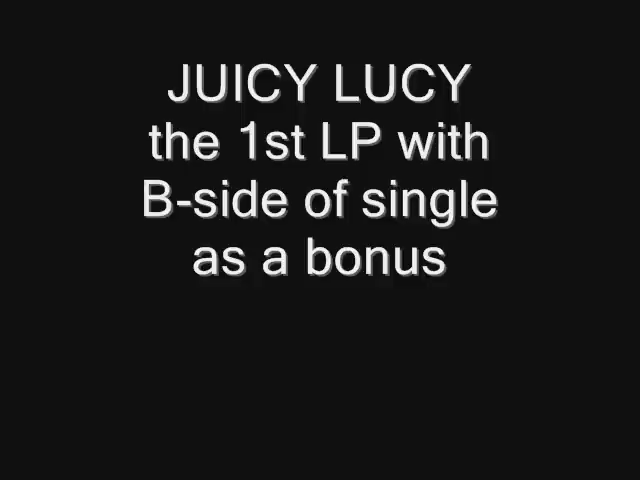 JUICY LUCY
the 1st LP with
B-side of single
as a bonus